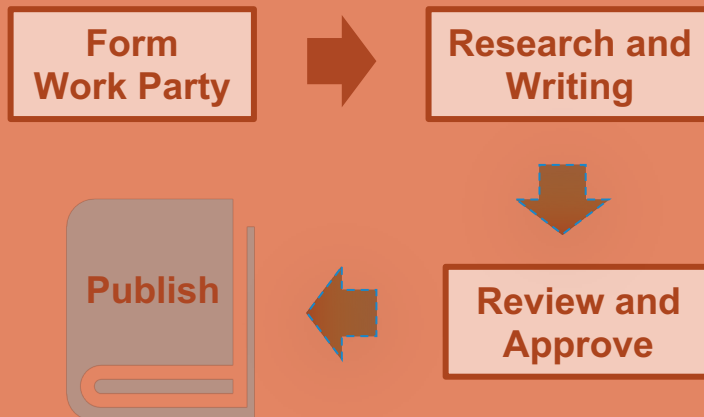 Form
Work Party
Research and
Writing
Review and
Approve
Publish